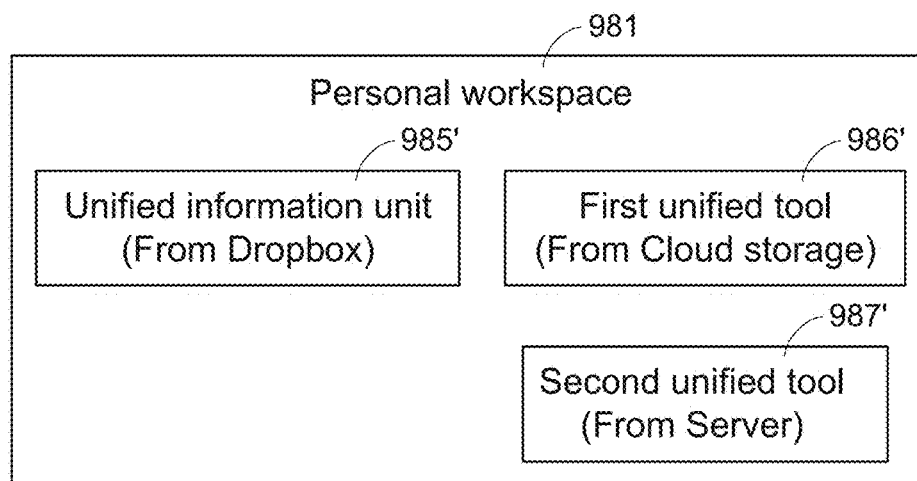 981
Personal workspace
985'
986'
Unified information unit
(From Dropbox)
First unified tool
(From Cloud storage)
987'
Second unified tool
(From Server)